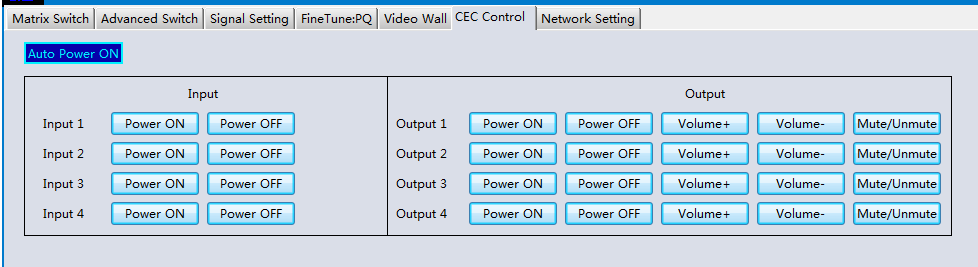 Matrix Switch Advanced Switch Signal Setting FineTune:PQ Video Wall CEC Control Network Setting
Auto Power ON
Input Output
Input 1 Power ON Power OFF Output 1 Power ON Power OFF Volume+ Volume- Mute/Unmute
Input 2 Power ON Power OFF Output 2 Power ON Power OFF Volume+ Volume- Mute/Unmute
Input 3 Power ON Power OFF Output 3 Power ON Power OFF Volume+ Volume- Mute/Unmute
Input 4 Power ON Power OFF Output 4 Power ON Power OFF Volume+ Volume- Mute/Unmute